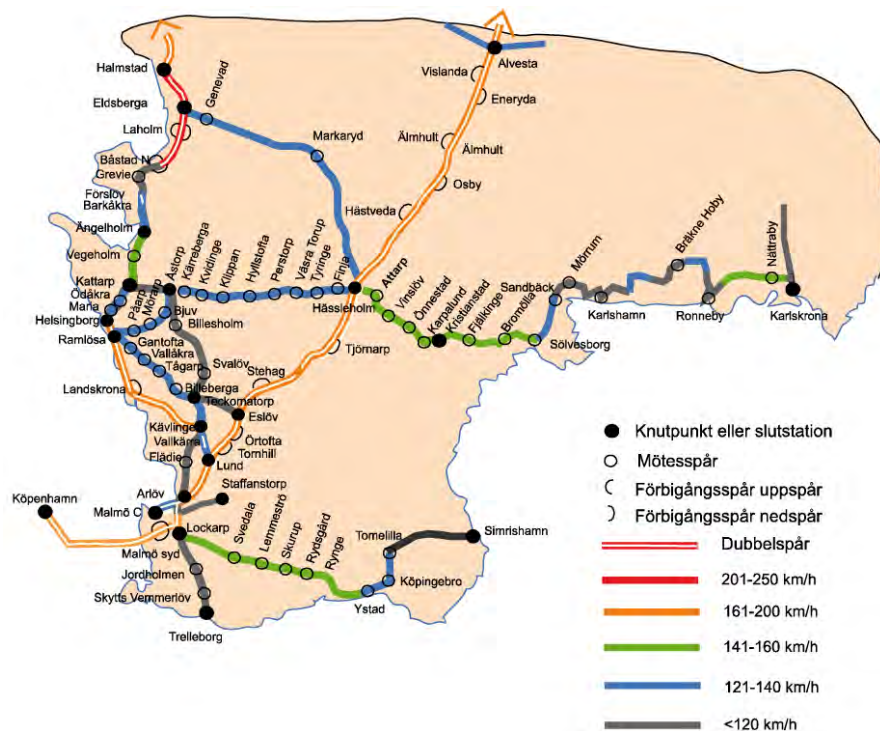 Halmstad
Eldsberga
Genevad
Laholm
Båstad N
Grevie
Förslöv
Barkåkra
Ängelholm
Vegeholm
Kattarp
Ödåkra
Maria
Helsingborg
Ramlösa
Påarp
Mörarp
Bjuv
Åstorp
Kärreberga
Kvidinge
Klippan
Hyllstofta
Perstorp
Västra Torup
Tyringe
Finja
Hässleholm
Markaryd
Alvesta
Vislanda
Eneryda
Älmhult
Älmhult
Osby
Hästveda
Attarp
Vinslöv
Önnestad
Karpalund
Kristianstad
Fjälkinge
Bromölla
Sölvesborg
Sandbäck
Mörrum
Karlshamn
Bräkne Hoby
Ronneby
Nättraby
Karlskrona
Billesholm
Gantofta
Vallåkra
Tågarp
Svalöv
Billeberga
Teckomatorp
Landskrona
Stehag
Tjörnarp
Eslöv
Kävlinge
Vallkärra
Örtofta
Tornhill
Flädie
Lund
Staffanstorp
Arlöv
Malmö C
Köpenhamn
Lockarp
Malmö syd
Jordholmen
Skytts Vemmerlöv
Trelleborg
Svedala
Lemmeströ
Skurup
Rydsgård
Rynge
Ystad
Köpingebro
Tomelilla
Simrishamn
Knutpunkt eller slutstation
Mötesspår
Förbigångsspår uppspår
Förbigångsspår nedspår
Dubbelspår
201-250 km/h
161-200 km/h
141-160 km/h
121-140 km/h
<120 km/h